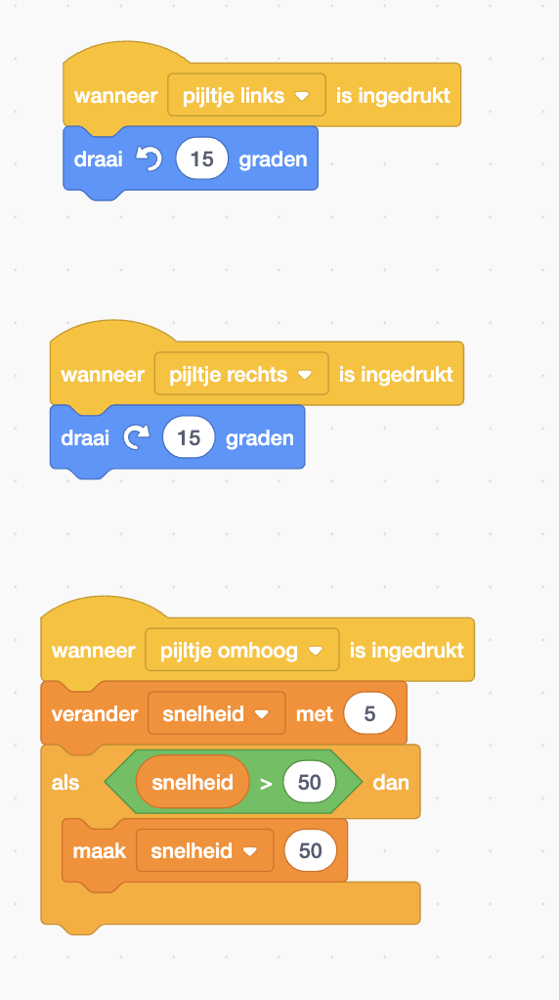 wanneer pijltje links is ingedrukt
draai 15 graden
wanneer pijltje rechts is ingedrukt
draai 15 graden
wanneer pijltje omhoog is ingedrukt
verander snelheid met 5
als snelheid > 50 dan
maak snelheid 50